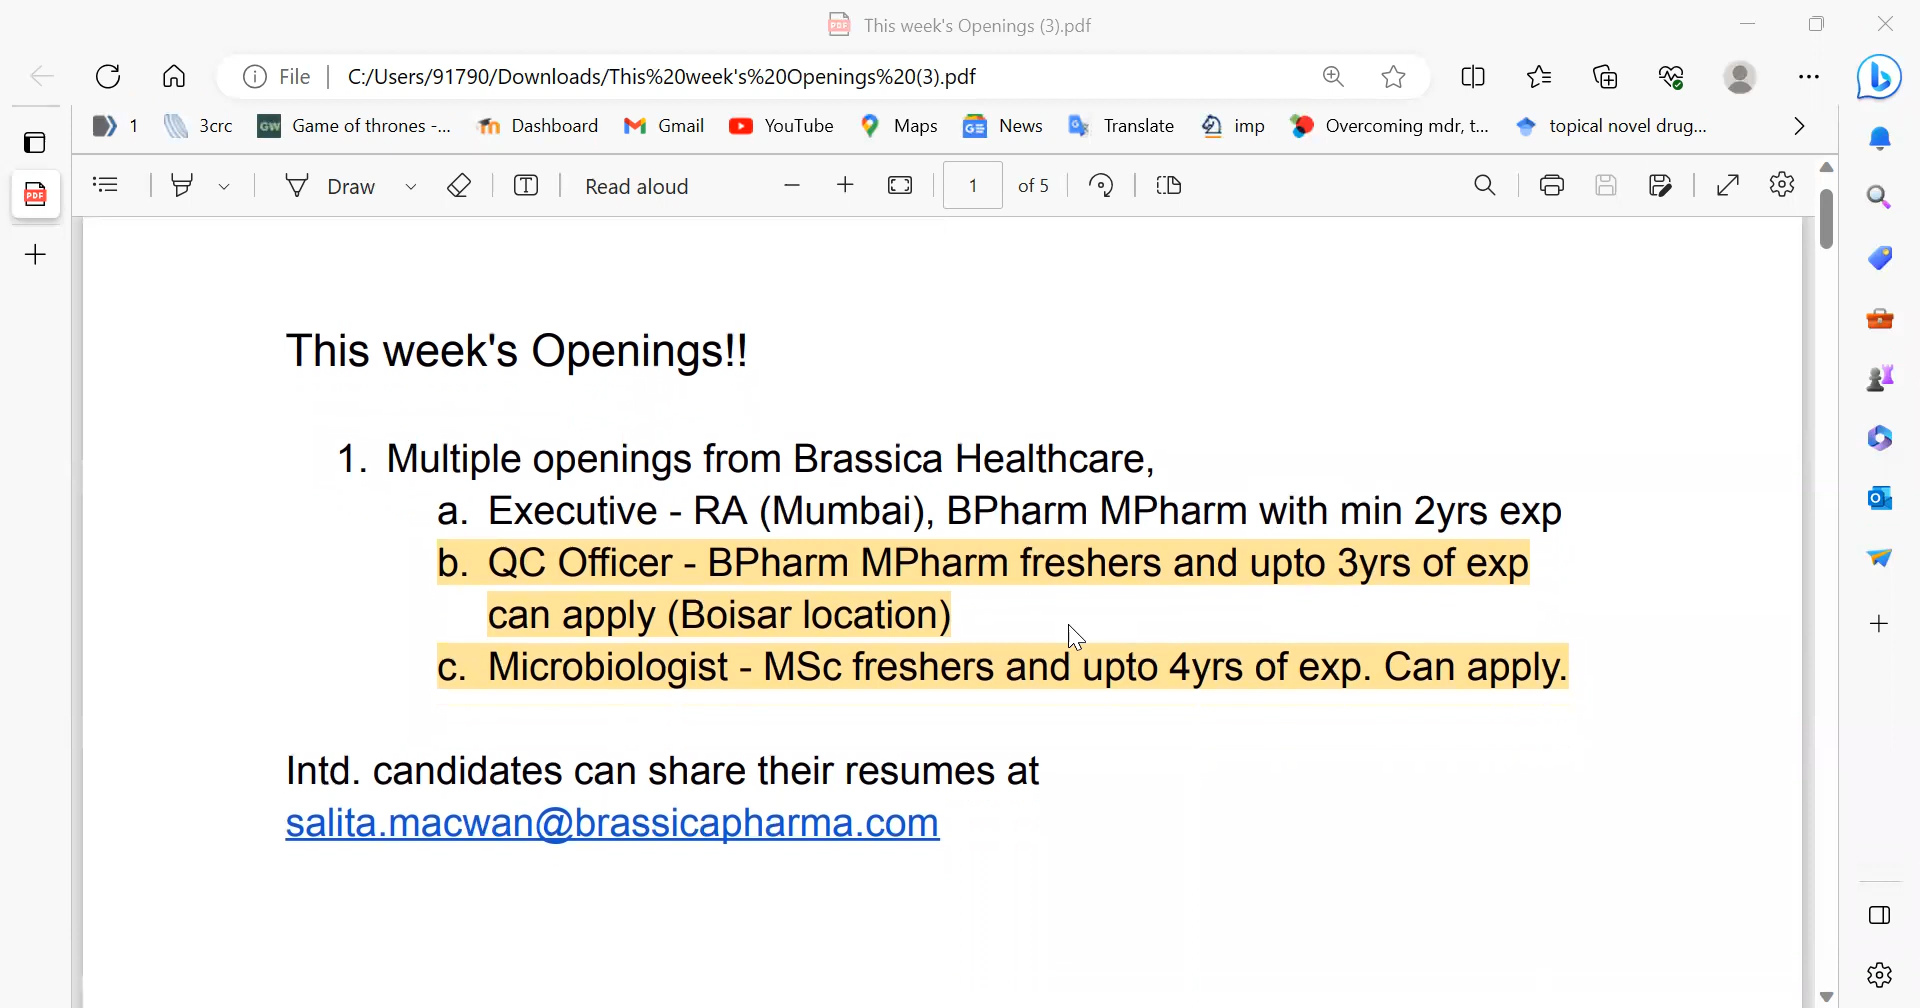 This week's Openings (3).pdf
File
C:/Users/91790/Downloads/This%20week's%20Openings%20(3).pdf
1
3crc
GW
Game of thrones -...
Dashboard
Gmail
YouTube
Maps
News
Translate
imp
Overcoming mdr, t...
topical novel drug...
Draw
Read aloud
1
of 5
This week's Openings!!
1. Multiple openings from Brassica Healthcare,
a. Executive - RA (Mumbai), BPharm MPharm with min 2yrs exp
b. QC Officer - BPharm MPharm freshers and upto 3yrs of exp
can apply (Boisar location)
c. Microbiologist - MSc freshers and upto 4yrs of exp. Can apply.
Intd. candidates can share their resumes at
salita.macwan@brassicapharma.com